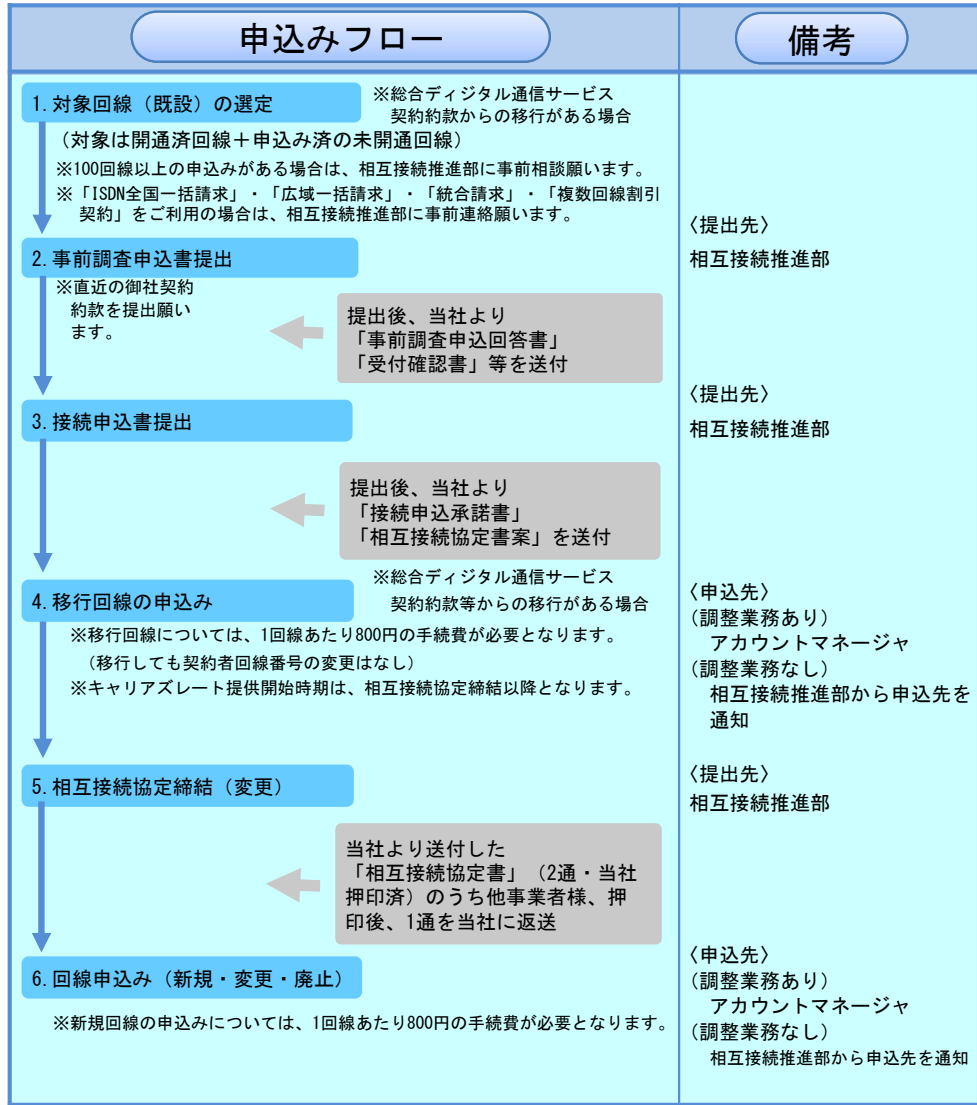 申込みフロー
備考
1.対象回線（既設）の選定
※総合ディジタル通信サービス
契約約款からの移行がある場合
（対象は開通済回線＋申込み済の未開通回線）
※100回線以上の申込みがある場合は、相互接続推進部に事前相談願います。
※「ISDN全国一括請求」・「広域一括請求」・「統合請求」・「複数回線割引
契約」をご利用の場合は、相互接続推進部に事前連絡願います。
2.事前調査申込書提出
〈提出先〉
相互接続推進部
※直近の御社契約
約款を提出願い
ます。
提出後、当社より
「事前調査申込回答書」
「受付確認書」等を送付
3.接続申込書提出
〈提出先〉
相互接続推進部
提出後、当社より
「接続申込承諾書」
「相互接続協定書案」を送付
4.移行回線の申込み
※総合ディジタル通信サービス
契約約款等からの移行がある場合
※移行回線については、1回線あたり800円の手続費が必要となります。
（移行しても契約者回線番号の変更はなし）
※キャリアズレート提供開始時期は、相互接続協定締結以降となります。
〈申込先〉
（調整業務あり）
アカウントマネージャ
（調整業務なし）
相互接続推進部から申込先を
通知
5.相互接続協定締結（変更）
〈提出先〉
相互接続推進部
当社より送付した
「相互接続協定書」（2通・当社
押印済）のうち他事業者様、押
印後、1通を当社に返送
6.回線申込み（新規・変更・廃止）
※新規回線の申込みについては、1回線あたり800円の手続費が必要となります。
〈申込先〉
（調整業務あり）
アカウントマネージャ
（調整業務なし）
相互接続推進部から申込先を通知